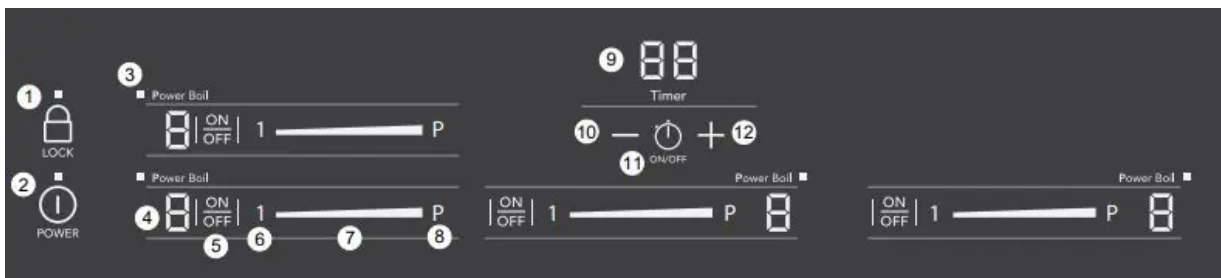 9 88
3 Timer
1 Power Boil
8 ON OFF 1 P 10 − + 12
LOCK 11 ON/OFF
2 Power Boil Power Boil Power Boil
4 8 ON OFF 1 P ON OFF 1 P 8 ON OFF 1 P 8
POWER 5 6 7 8